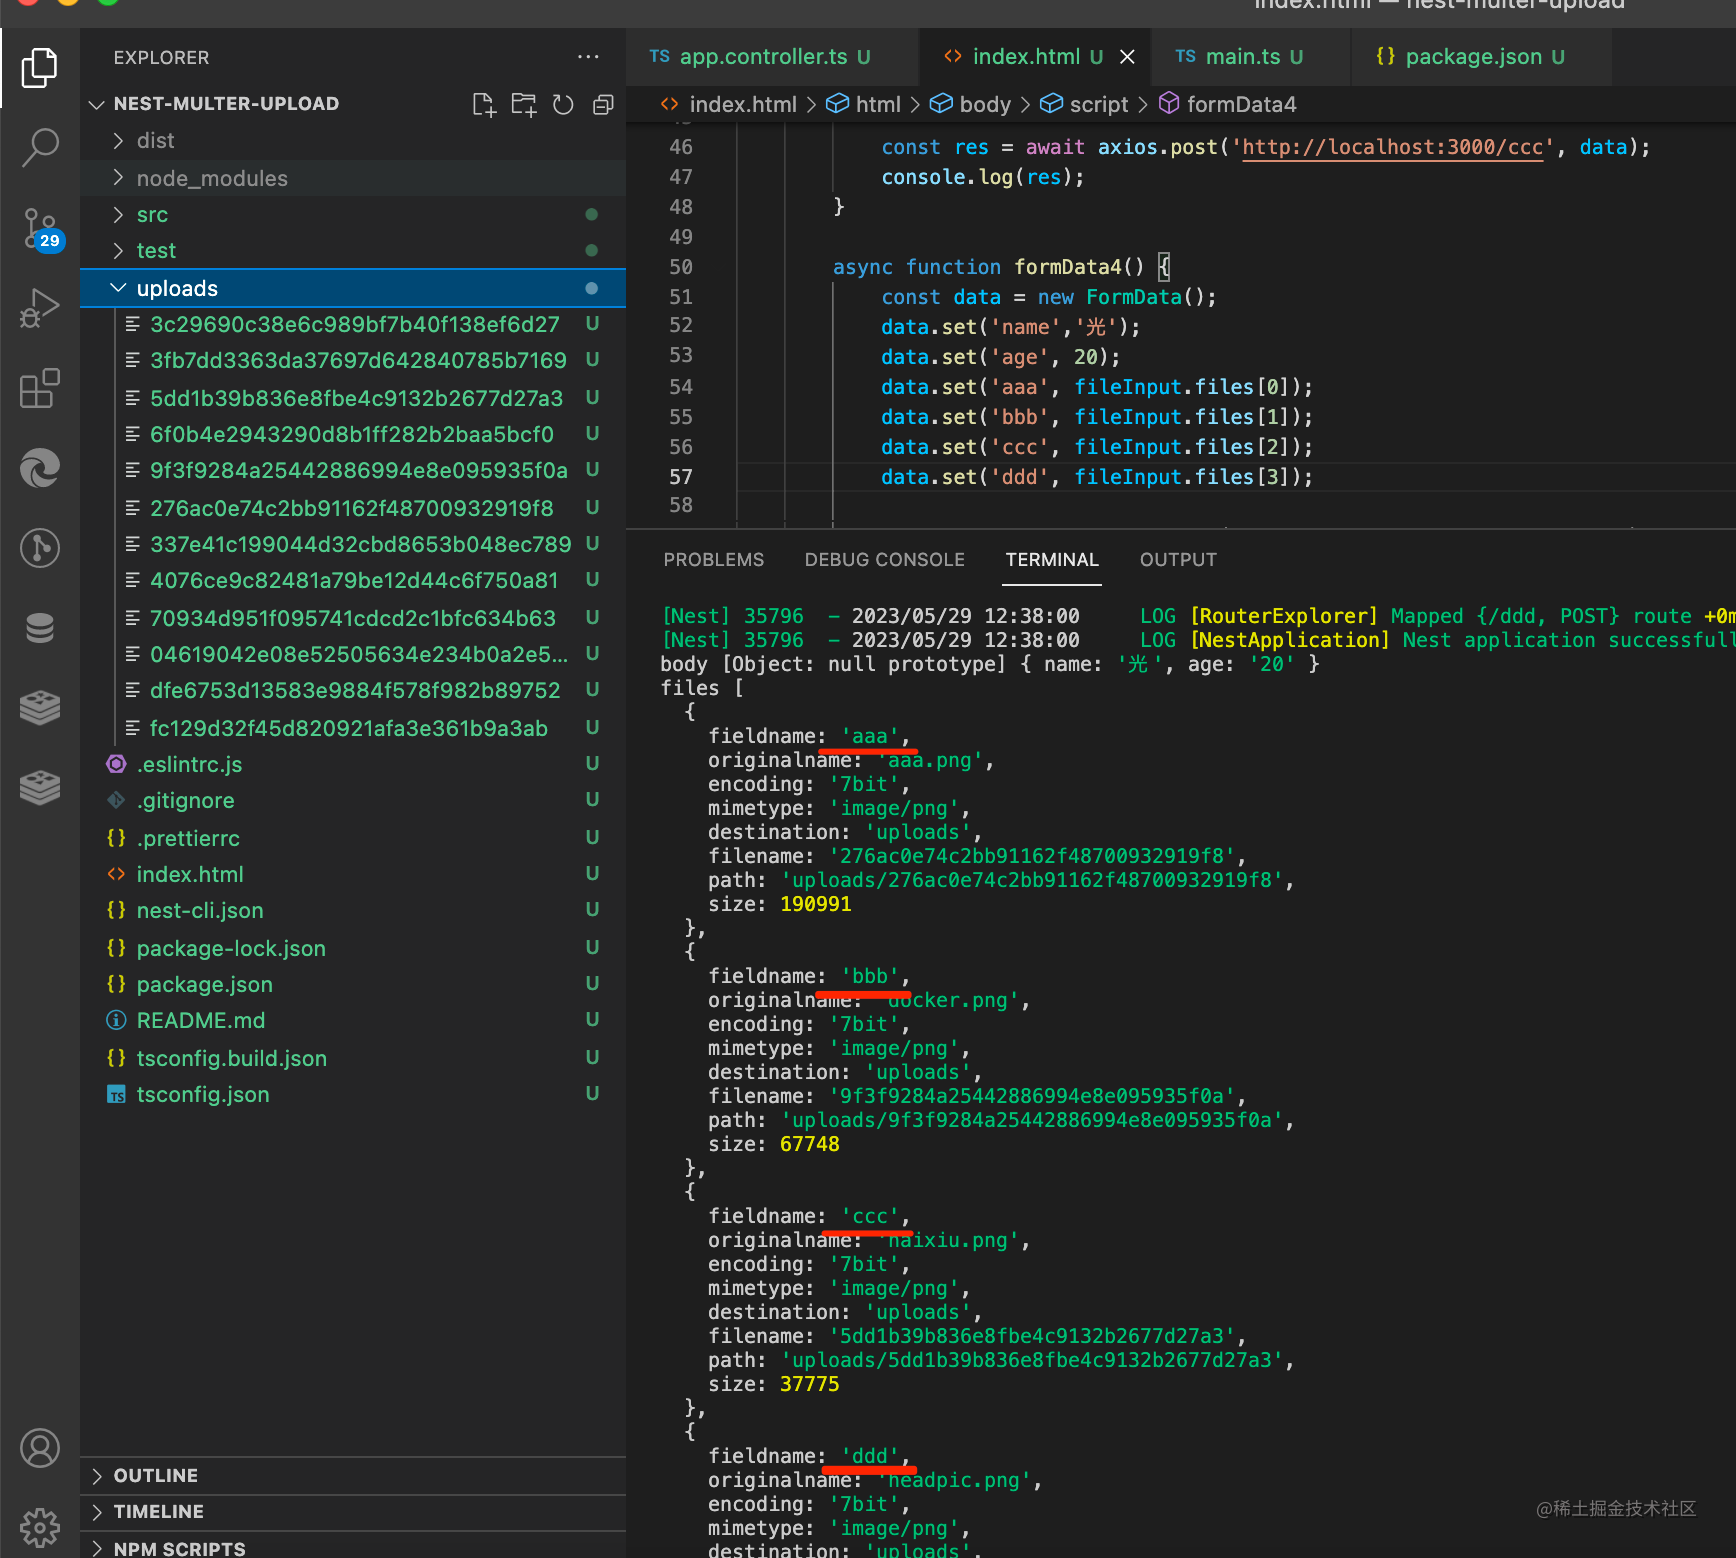 index.html — nest-multer-upload
EXPLORER
NEST-MULTER-UPLOAD
dist
node_modules
src
test
uploads
3c29690c38e6c989bf7b40f138ef6d27 U
3fb7dd3363da37697d642840785b7169 U
5dd1b39b836e8fbe4c9132b2677d27a3 U
6f0b4e2943290d8b1ff282b2baa5bcf0 U
9f3f9284a25442886994e8e095935f0a U
276ac0e74c2bb91162f48700932919f8 U
337e41c199044d32cbd8653b048ec789 U
4076ce9c82481a79be12d44c6f750a81 U
70934d951f095741cdcd2c1bfc634b63 U
04619042e08e52505634e234b0a2e5... U
dfe6753d13583e9884f578f982b89752 U
fc129d32f45d820921afa3e361b9a3ab U
.eslintrc.js U
.gitignore U
{} .prettierrc U
<> index.html U
{} nest-cli.json U
{} package-lock.json U
{} package.json U
README.md U
{} tsconfig.build.json U
TS tsconfig.json U
OUTLINE
TIMELINE
NPM SCRIPTS
29
TS app.controller.ts U
<> index.html U
TS main.ts U
{} package.json U
<> index.html > html > body > script > formData4
46 const res = await axios.post('http://localhost:3000/ccc', data);
47 console.log(res);
48 }
49
50 async function formData4() {
51 const data = new FormData();
52 data.set('name','光');
53 data.set('age', 20);
54 data.set('aaa', fileInput.files[0]);
55 data.set('bbb', fileInput.files[1]);
56 data.set('ccc', fileInput.files[2]);
57 data.set('ddd', fileInput.files[3]);
58
PROBLEMS DEBUG CONSOLE TERMINAL OUTPUT
[Nest] 35796 - 2023/05/29 12:38:00 LOG [RouterExplorer] Mapped {/ddd, POST} route +0m
[Nest] 35796 - 2023/05/29 12:38:00 LOG [NestApplication] Nest application successful
body [Object: null prototype] { name: '光', age: '20' }
files [
{
fieldname: 'aaa',
originalname: 'aaa.png',
encoding: '7bit',
mimetype: 'image/png',
destination: 'uploads',
filename: '276ac0e74c2bb91162f48700932919f8',
path: 'uploads/276ac0e74c2bb91162f48700932919f8',
size: 190991
},
{
fieldname: 'bbb',
originalname: 'docker.png',
encoding: '7bit',
mimetype: 'image/png',
destination: 'uploads',
filename: '9f3f9284a25442886994e8e095935f0a',
path: 'uploads/9f3f9284a25442886994e8e095935f0a',
size: 67748
},
{
fieldname: 'ccc',
originalname: 'haixiu.png',
encoding: '7bit',
mimetype: 'image/png',
destination: 'uploads',
filename: '5dd1b39b836e8fbe4c9132b2677d27a3',
path: 'uploads/5dd1b39b836e8fbe4c9132b2677d27a3',
size: 37775
},
{
fieldname: 'ddd',
originalname: 'headpic.png',
encoding: '7bit',
mimetype: 'image/png',
destination: 'uploads',
@稀土掘金技术社区